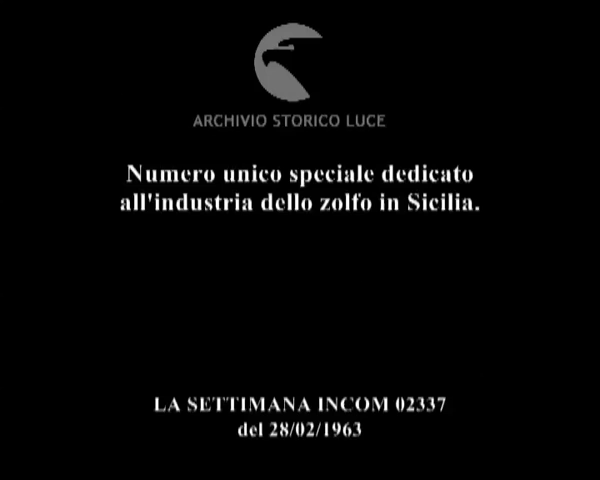 ARCHIVIO STORICO LUCE
Numero unico speciale dedicato
all'industria dello zolfo in Sicilia.
LA SETTIMANA INCOM 02337
del 28/02/1963